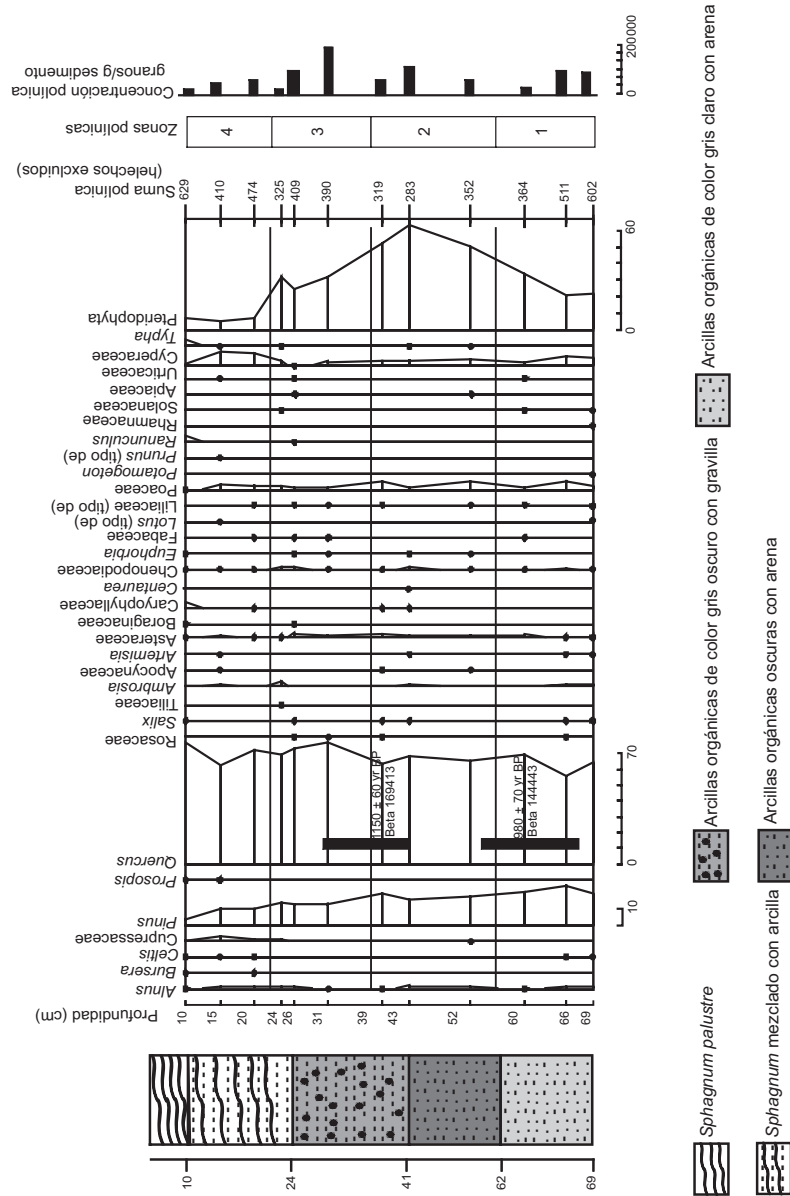 Profundidad (cm)
Alnus
Bursera
Celtis
Cupressaceae
Pinus
Prosopis
Quercus
Rosaceae
Salix
Tiliaceae
Ambrosia
Apocynaceae
Artemisia
Asteraceae
Boraginaceae
Caryophyllaceae
Centaurea
Chenopodiaceae
Euphorbia
Fabaceae
Lotus (tipo de)
Liliaceae (tipo de)
Poaceae
Potamogeton
Prunus (tipo de)
Ranunculus
Rhamnaceae
Solanaceae
Apiaceae
Urticaceae
Cyperaceae
Typha
Pteridophyta
Suma polínica
(helechos excluidos)
Zonas polínicas
Concentración polínica
granos/g sedimento
10
24
41
62
69
10
15
20
24
26
31
39
43
52
60
66
69
1150 ± 60 yr BP
Beta 169413
980 ± 70 yr BP
Beta 144443
629
410
474
325
409
390
319
283
352
364
511
602
4
3
2
1
10
0
70
0
60
0
200000
Sphagnum palustre
Sphagnum mezclado con arcilla
Arcillas orgánicas de color gris oscuro con gravilla
Arcillas orgánicas oscuras con arena
Arcillas orgánicas de color gris claro con arena